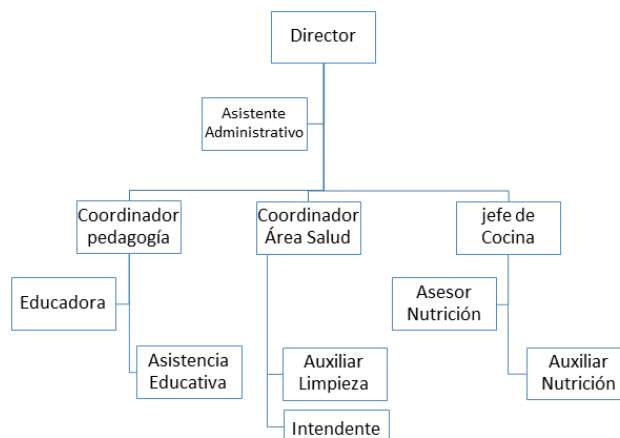 Director
Asistente
Administrativo
Coordinador
pedagogía
Coordinador
Área Salud
jefe de
Cocina
Educadora
Asesor
Nutrición
Asistencia
Educativa
Auxiliar
Limpieza
Auxiliar
Nutrición
Intendente